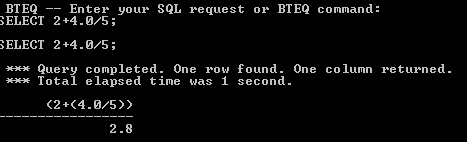 BTEQ -- Enter your SQL request or BTEQ command:
SELECT 2+4.0/5;
SELECT 2+4.0/5;
*** Query completed. One row found. One column returned.
*** Total elapsed time was 1 second.
(2+(4.0/5))
-----------------
2.8